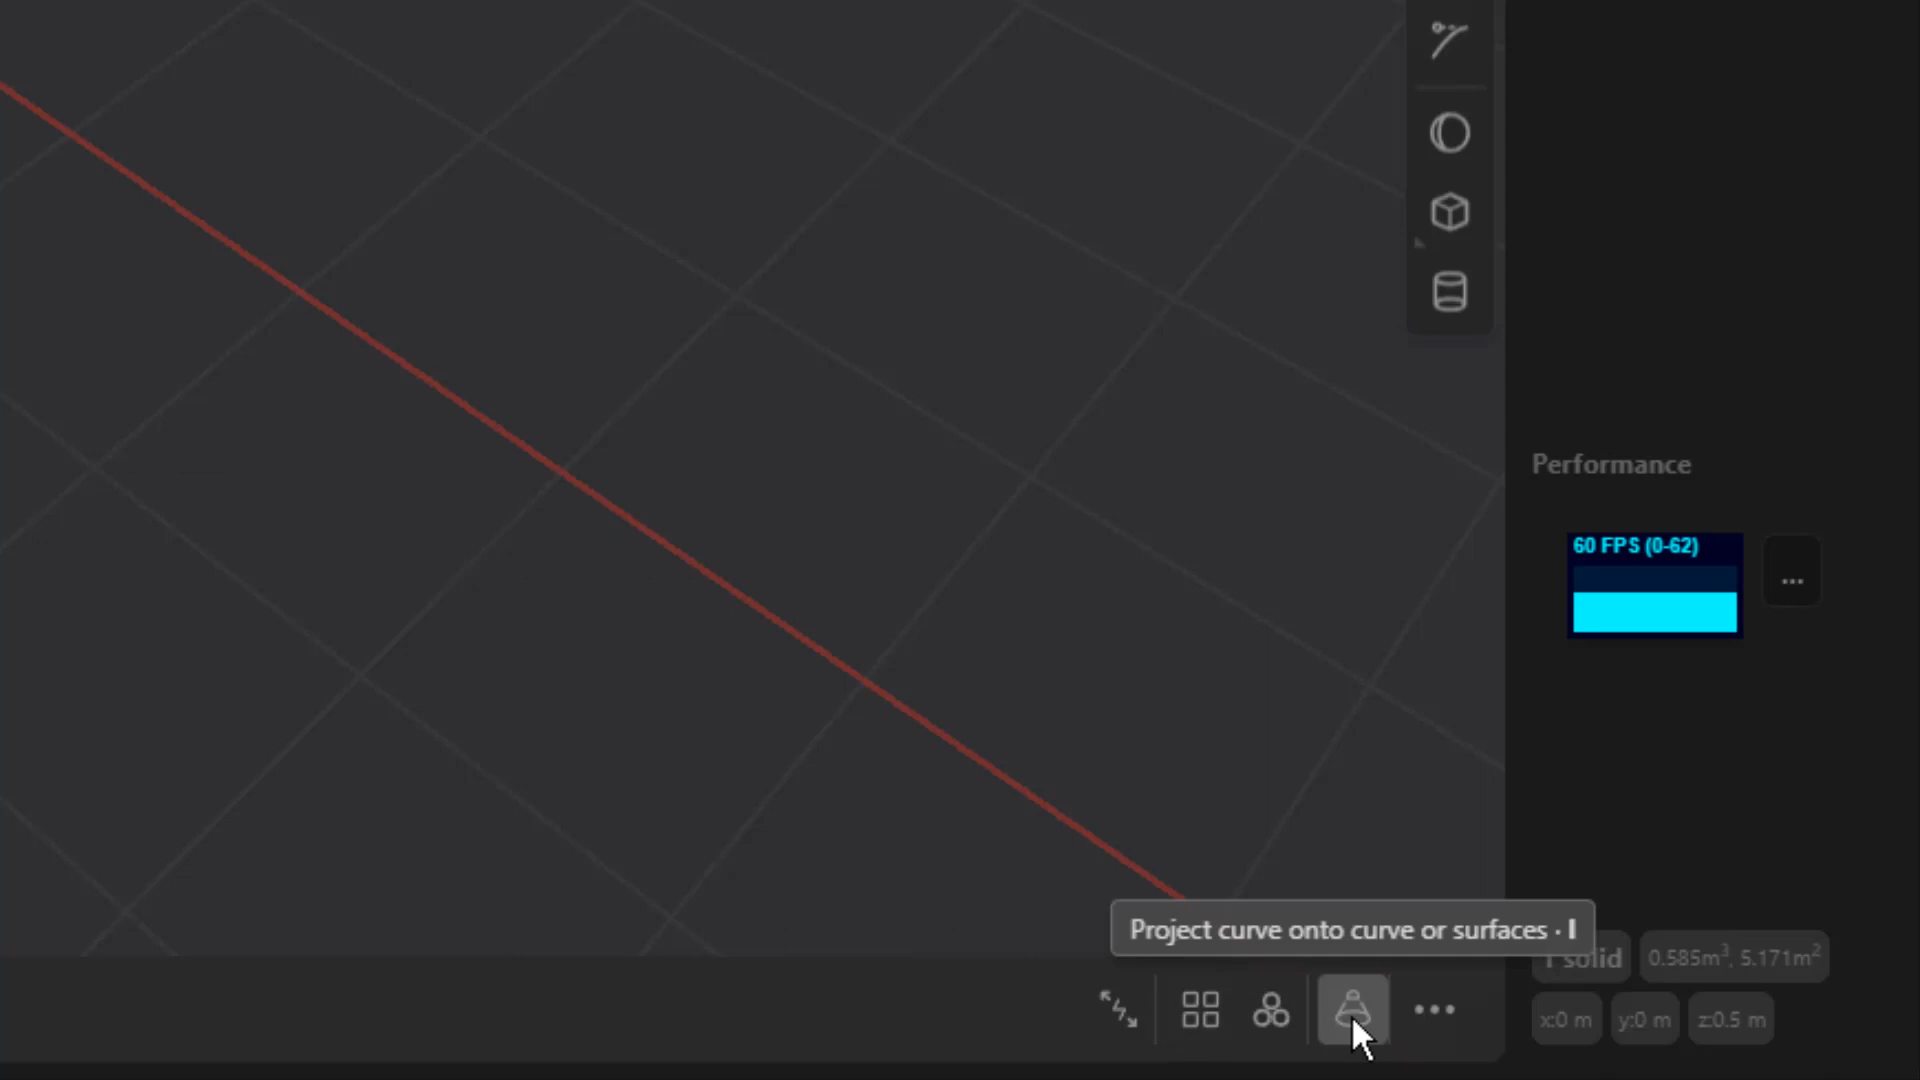 Performance
60 FPS (0-62)
...
Project curve onto curve or surfaces · I
solid
0.585m³, 5.171m²
x:0 m
y:0 m
z:0.5 m